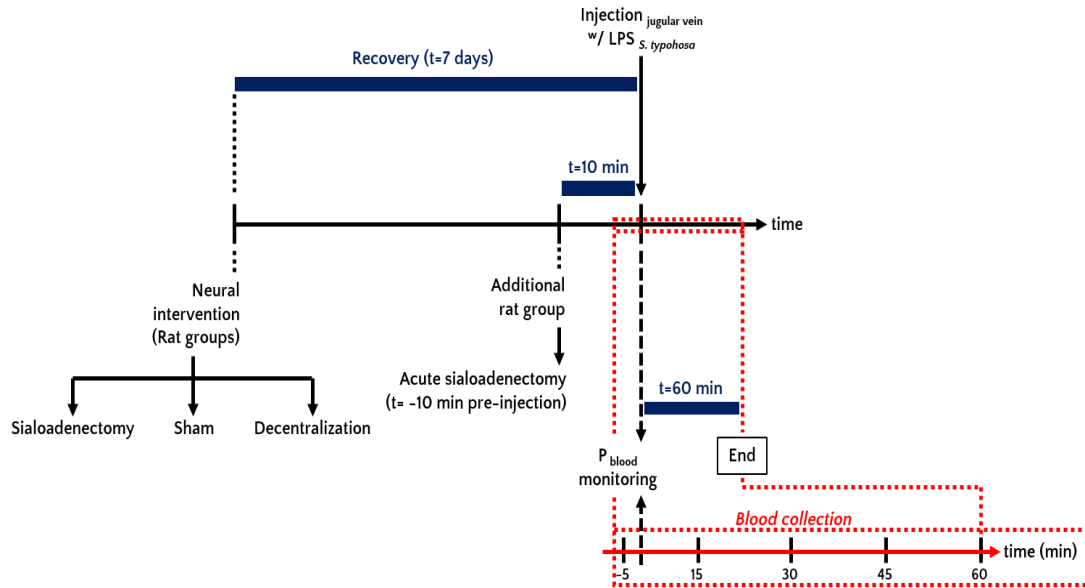 Injection jugular vein
w/ LPS S. typohosa
Recovery (t=7 days)
t=10 min
time
Neural
intervention
(Rat groups)
Additional
rat group
Acute sialoadenectomy
(t= -10 min pre-injection)
t=60 min
Sialoadenectomy
Sham
Decentralization
P blood
monitoring
End
Blood collection
time (min)
-5
15
30
45
60